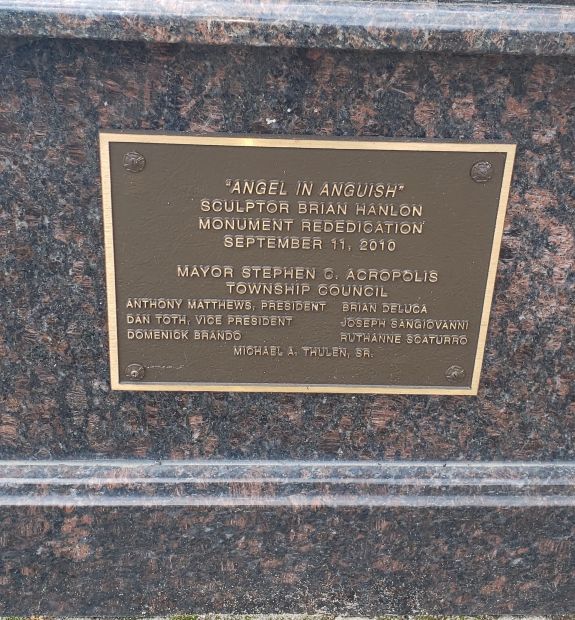 "ANGEL IN ANGUISH"
SCULPTOR BRIAN HANLON
MONUMENT REDEDICATION
SEPTEMBER 11, 2010
MAYOR STEPHEN C. ACROPOLIS
TOWNSHIP COUNCIL
ANTHONY MATTHEWS, PRESIDENT BRIAN DELUCA
DAN TOTH, VICE PRESIDENT JOSEPH SANGIOVANNI
DOMENICK BRANDO RUTHANNE SCATURRO
MICHAEL A. THULEN, SR.